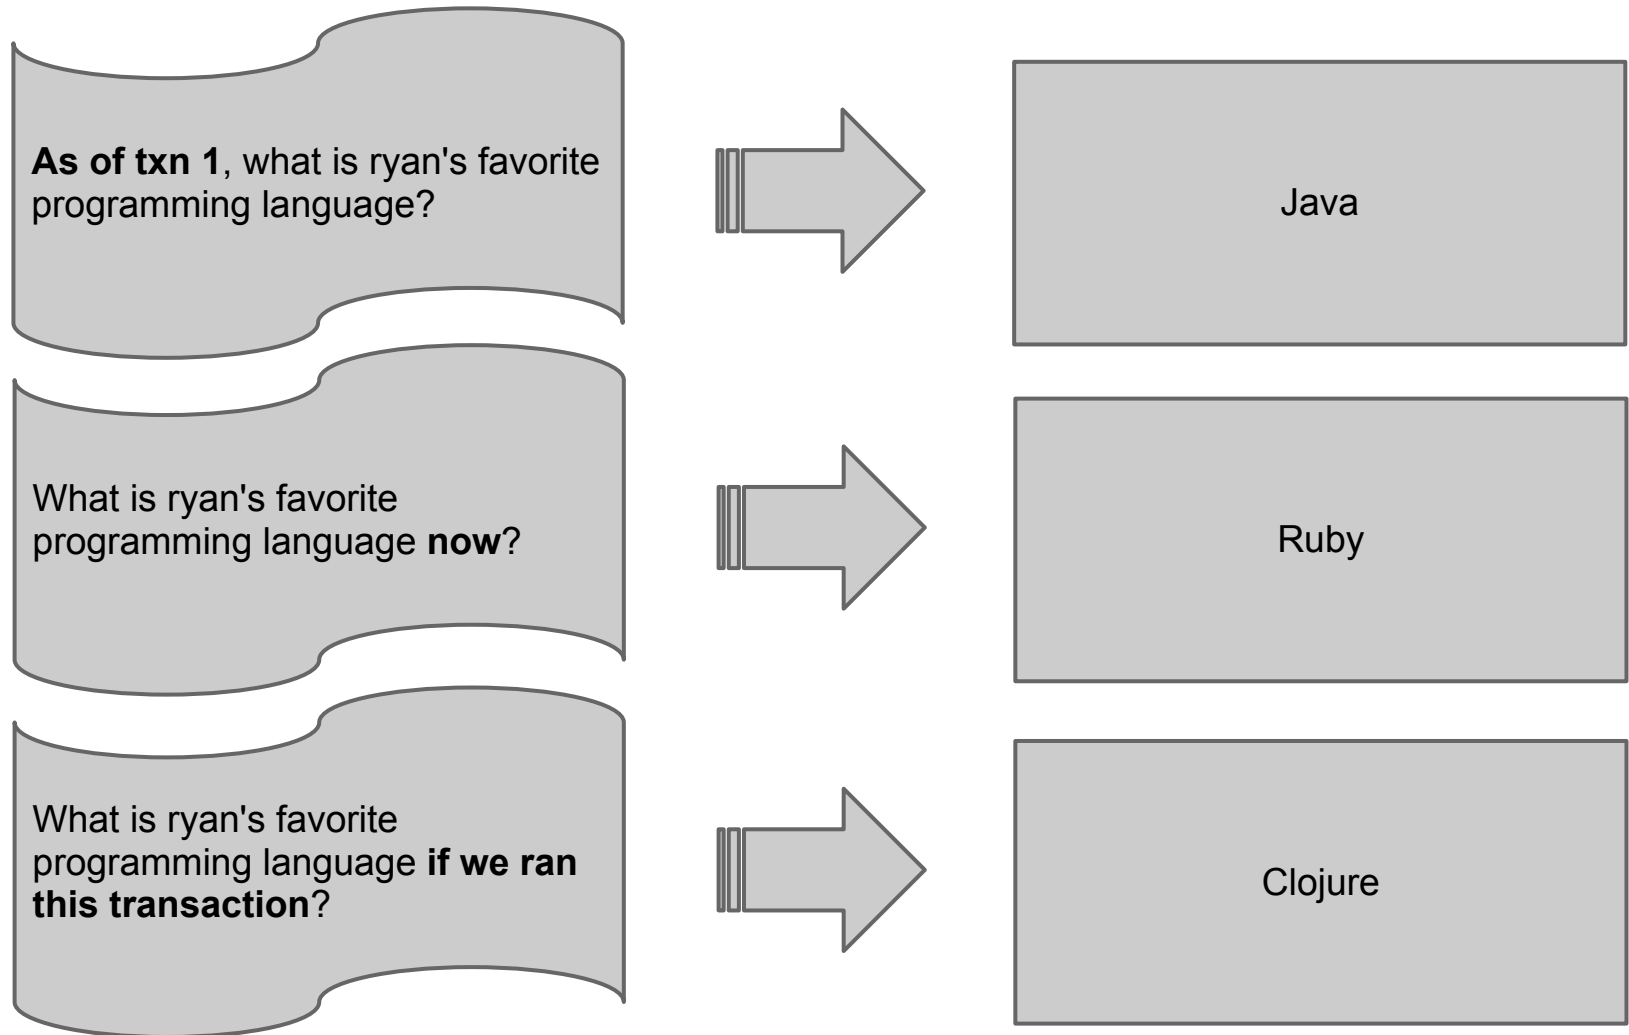 As of txn 1, what is ryan's favorite
programming language?
Java
What is ryan's favorite
programming language now?
Ruby
What is ryan's favorite
programming language if we ran
this transaction?
Clojure